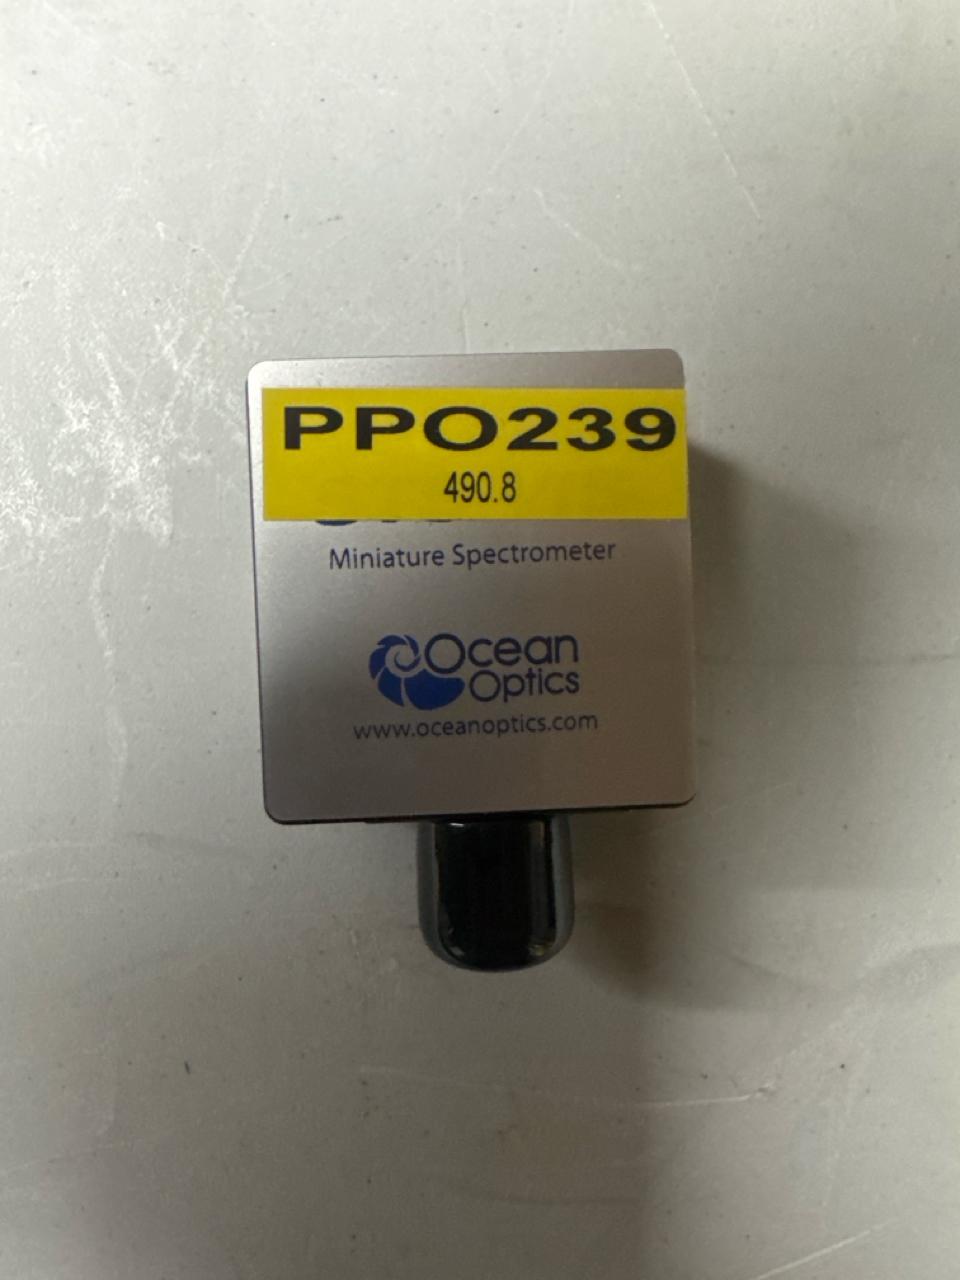 PPO239
490.8
Miniature Spectrometer
Ocean
Optics
www.oceanoptics.com